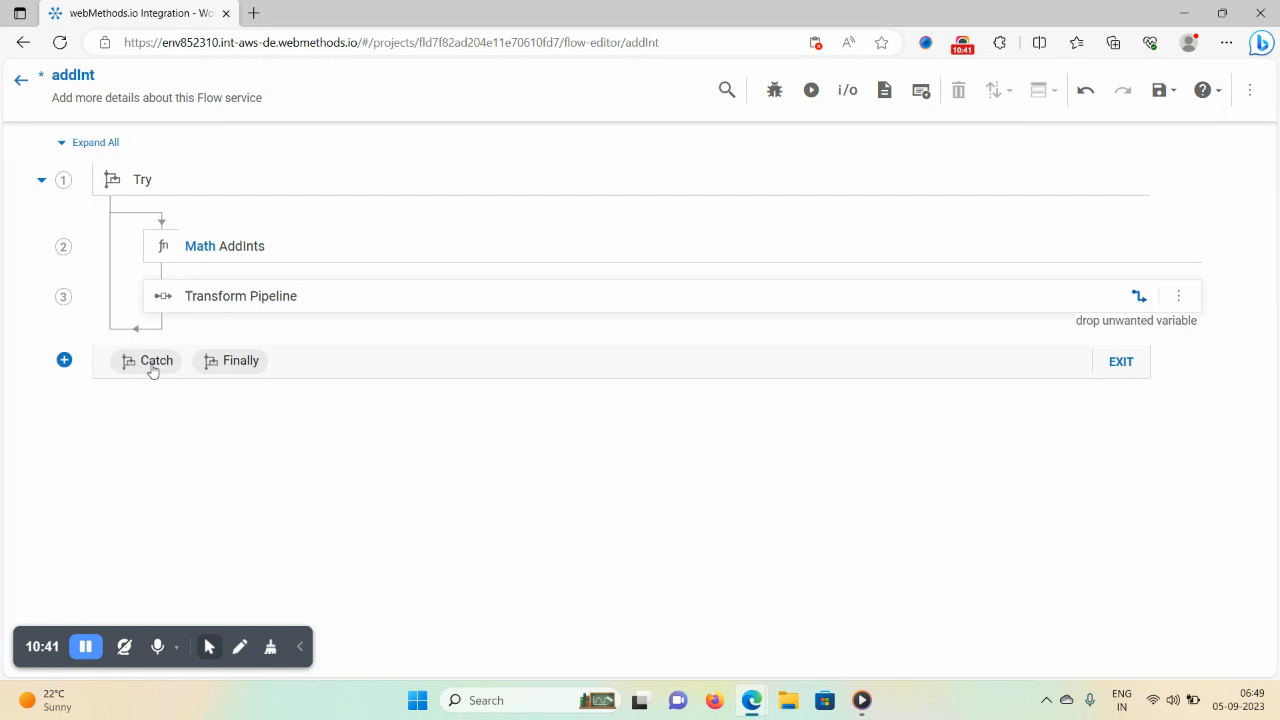 webMethods.io Integration - Wo
https://env852310.int-aws-de.webmethods.io/#/projects/fld7f82ad204e11e70610fd7/flow-editor/addInt
10:41
* addInt
Add more details about this Flow service
i/o
Expand All
1 Try
2 fn Math AddInts
3 Transform Pipeline
drop unwanted variable
Catch Finally EXIT
10:41
22°C
Sunny
Search
ENG
IN
06:49
05-09-2023